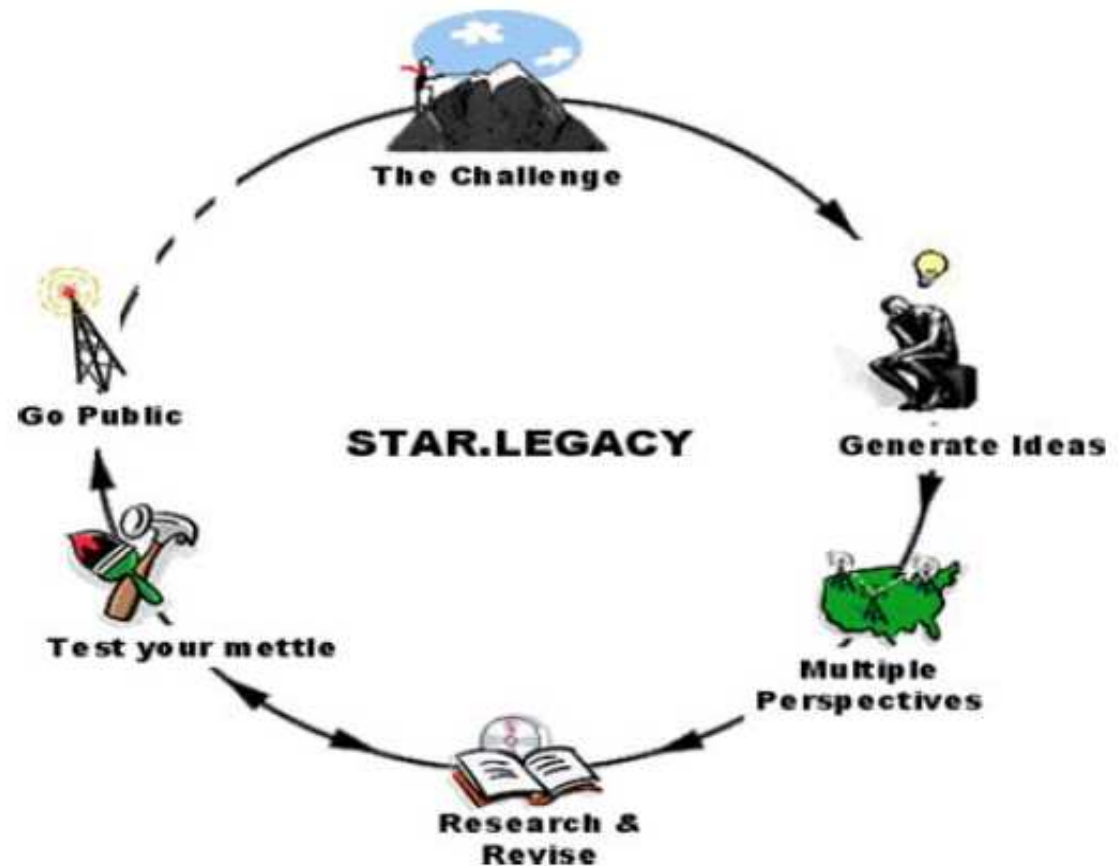 The Challenge
Generate Ideas
Multiple
Perspectives
Research &
Revise
Test your mettle
Go Public
STAR.LEGACY